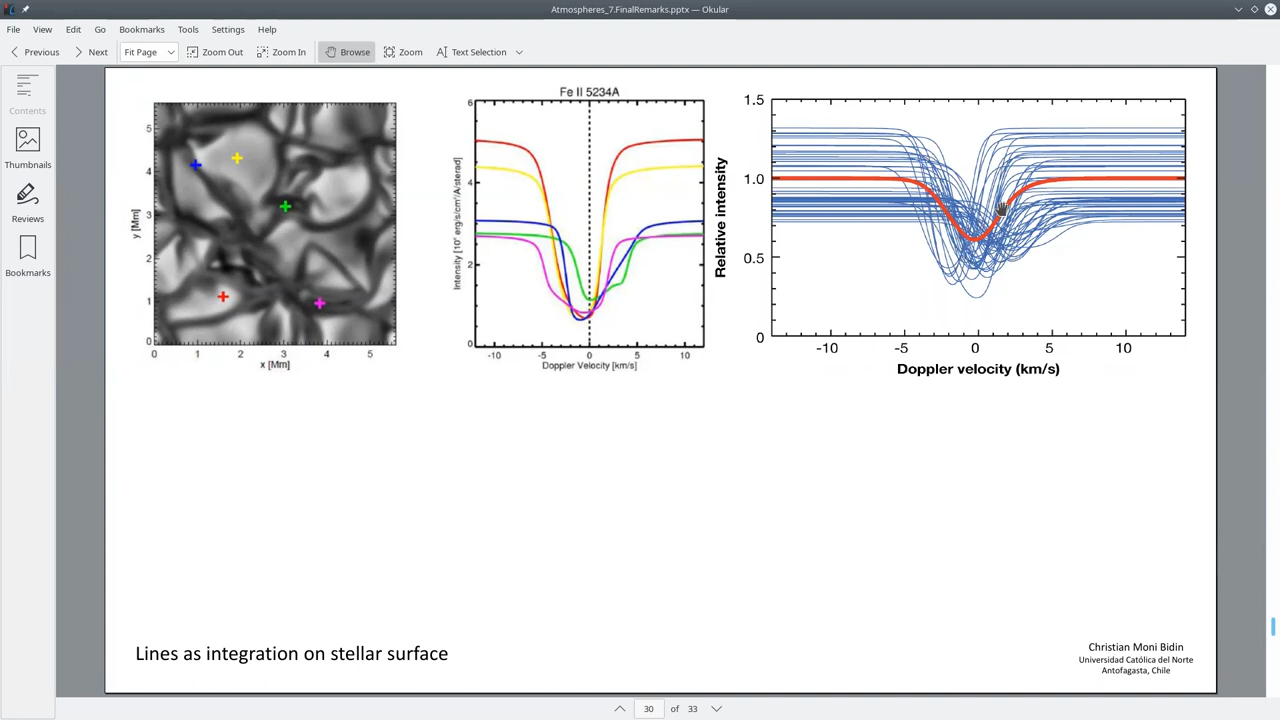 Atmospheres_7.FinalRemarks.pptx — Okular
File View Edit Go Bookmarks Tools Settings Help
Previous Next Fit Page Zoom Out Zoom In Browse Zoom Text Selection
Contents
Thumbnails
Reviews
Bookmarks
5
4
3
2
1
0
y [Mm]
0 1 2 3 4 5
x [Mm]
Fe II 5234A
6
4
2
0
-10 -5 0 5 10
Doppler Velocity [km/s]
1.5
1.0
0.5
0
Relative intensity
-10 -5 0 5 10
Doppler velocity (km/s)
Lines as integration on stellar surface
Christian Moni Bidin
Universidad Católica del Norte
Antofagasta, Chile
30 of 33